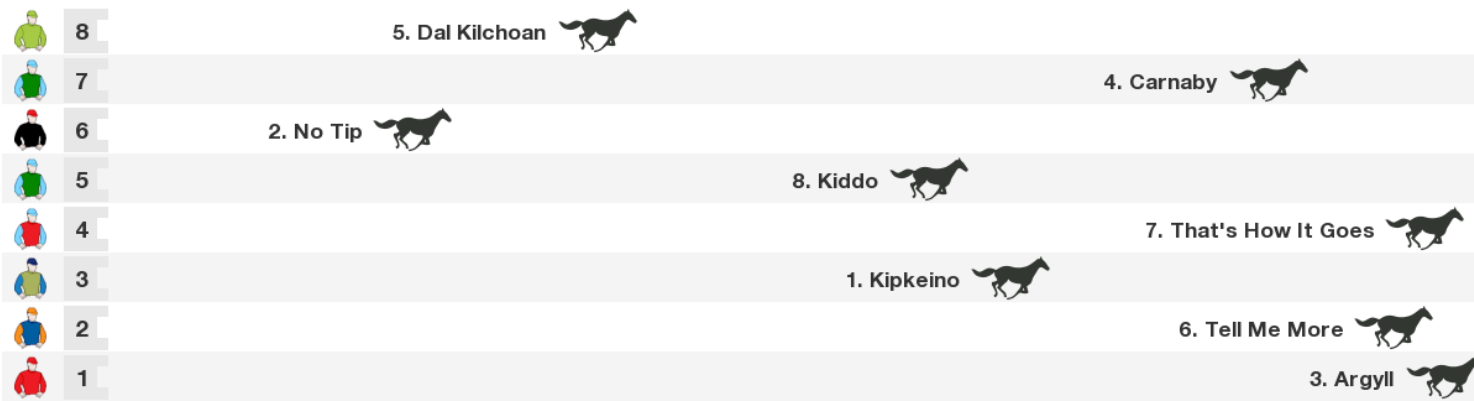 8 5. Dal Kilchoan
7 4. Carnaby
6 2. No Tip
5 8. Kiddo
4 7. That's How It Goes
3 1. Kipkeino
2 6. Tell Me More
1 3. Argyll